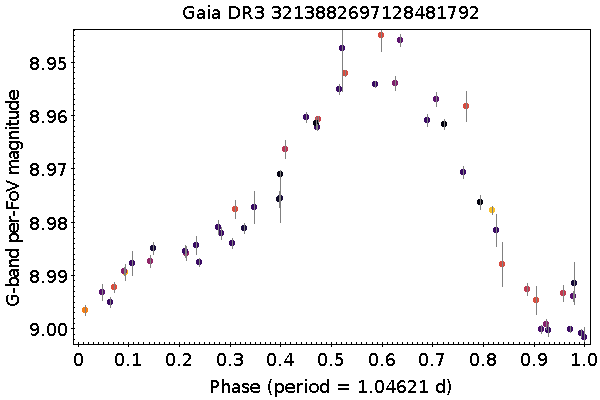 Gaia DR3 3213882697128481792
G-band per-FoV magnitude
8.95
8.96
8.97
8.98
8.99
9.00
0 0.1 0.2 0.3 0.4 0.5 0.6 0.7 0.8 0.9 1.0
Phase (period = 1.04621 d)